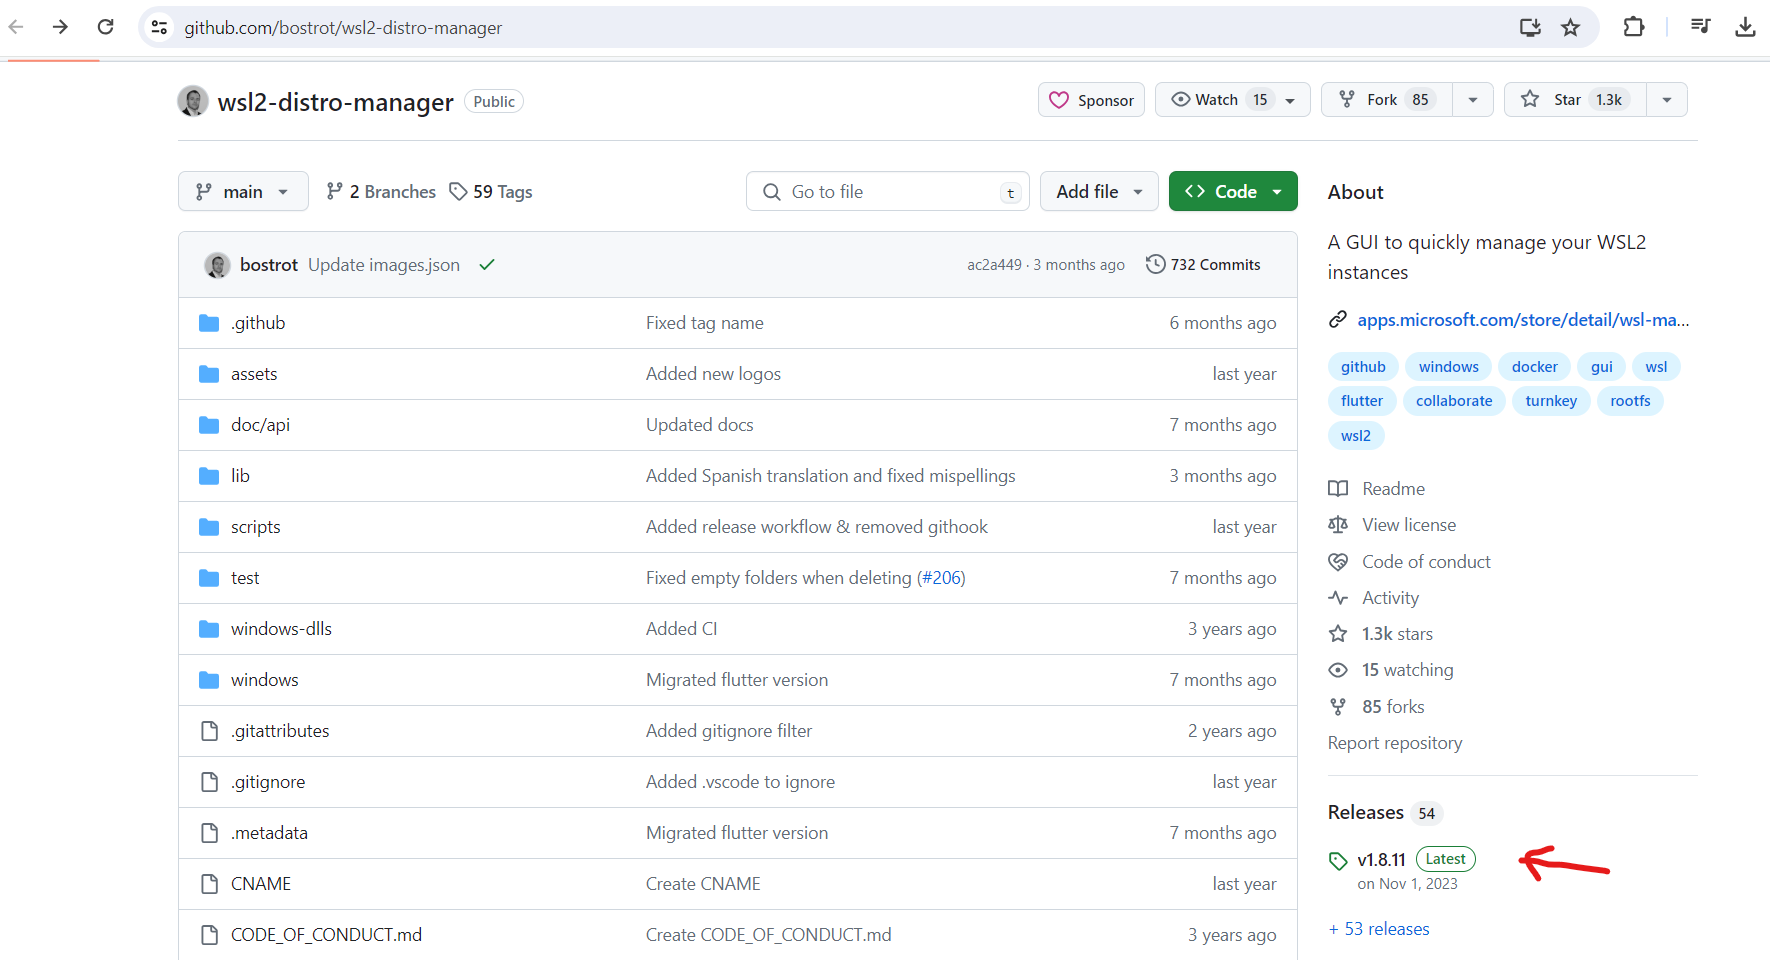 github.com/bostrot/wsl2-distro-manager
wsl2-distro-manager Public
Sponsor Watch 15 Fork 85 Star 1.3k
main 2 Branches 59 Tags Go to file t Add file Code
bostrot Update images.json ac2a449 · 3 months ago 732 Commits
.github Fixed tag name 6 months ago
assets Added new logos last year
doc/api Updated docs 7 months ago
lib Added Spanish translation and fixed mispellings 3 months ago
scripts Added release workflow & removed githook last year
test Fixed empty folders when deleting (#206) 7 months ago
windows-dlls Added CI 3 years ago
windows Migrated flutter version 7 months ago
.gitattributes Added gitignore filter 2 years ago
.gitignore Added .vscode to ignore last year
.metadata Migrated flutter version 7 months ago
CNAME Create CNAME last year
CODE_OF_CONDUCT.md Create CODE_OF_CONDUCT.md 3 years ago
About
A GUI to quickly manage your WSL2
instances
apps.microsoft.com/store/detail/wsl-ma...
github windows docker gui wsl
flutter collaborate turnkey rootfs
wsl2
Readme
View license
Code of conduct
Activity
1.3k stars
15 watching
85 forks
Report repository
Releases 54
v1.8.11 Latest
on Nov 1, 2023
+ 53 releases